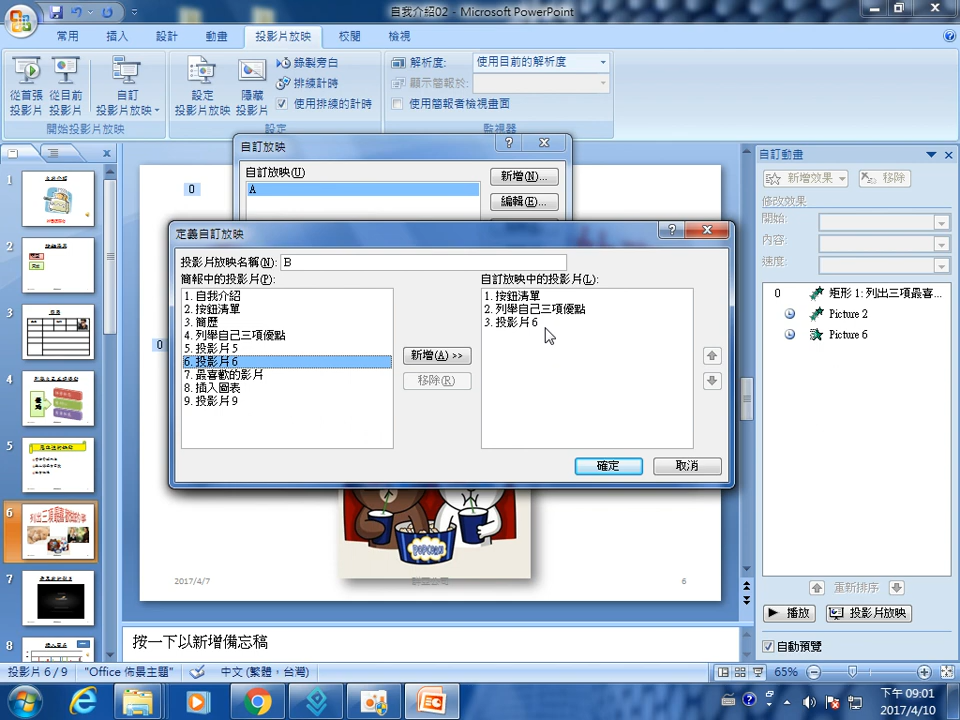 自我介紹02 - Microsoft PowerPoint
常用 插入 設計 動畫 投影片放映 校閱 檢視
從首張投影片 從目前投影片 自訂投影片放映
開始投影片放映
設定投影片放映 隱藏投影片
錄製旁白
排練計時
使用排練的計時
設定
解析度: 使用目前的解析度
顯示簡報於:
使用簡報者檢視畫面
監視器
自訂放映
自訂放映(U)
A
新增(N)...
編輯(E)...
定義自訂放映
投影片放映名稱(N): B
簡報中的投影片(P):
1. 自我介紹
2. 按鈕清單
3. 簡歷
4. 列舉自己三項優點
5. 投影片5
6. 投影片6
7. 最喜歡的影片
8. 插入圖表
9. 投影片9
新增(A) >>
移除(R)
自訂放映中的投影片(L):
1. 按鈕清單
2. 列舉自己三項優點
3. 投影片6
確定 取消
0
0
POPCORN
2017/4/7
6
按一下以新增備忘稿
自訂動畫
新增效果 移除
修改效果
開始:
內容:
速度:
0 矩形 1: 列出三項最喜...
Picture 2
Picture 6
重新排序
播放 投影片放映
自動預覽
1
2
3
4
5
6
7
8
投影片 6 / 9 "Office 佈景主題" 中文 (繁體，台灣) 65%
下午 09:01
2017/4/10